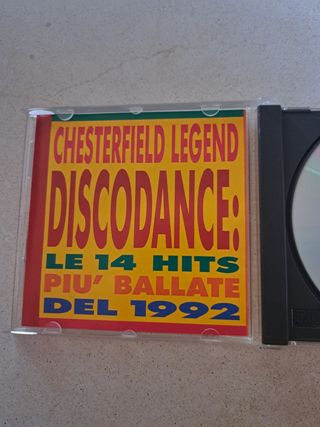 CHESTERFIELD LEGEND
DISCODANCE:
LE 14 HITS
PIU' BALLATE
DEL 1992